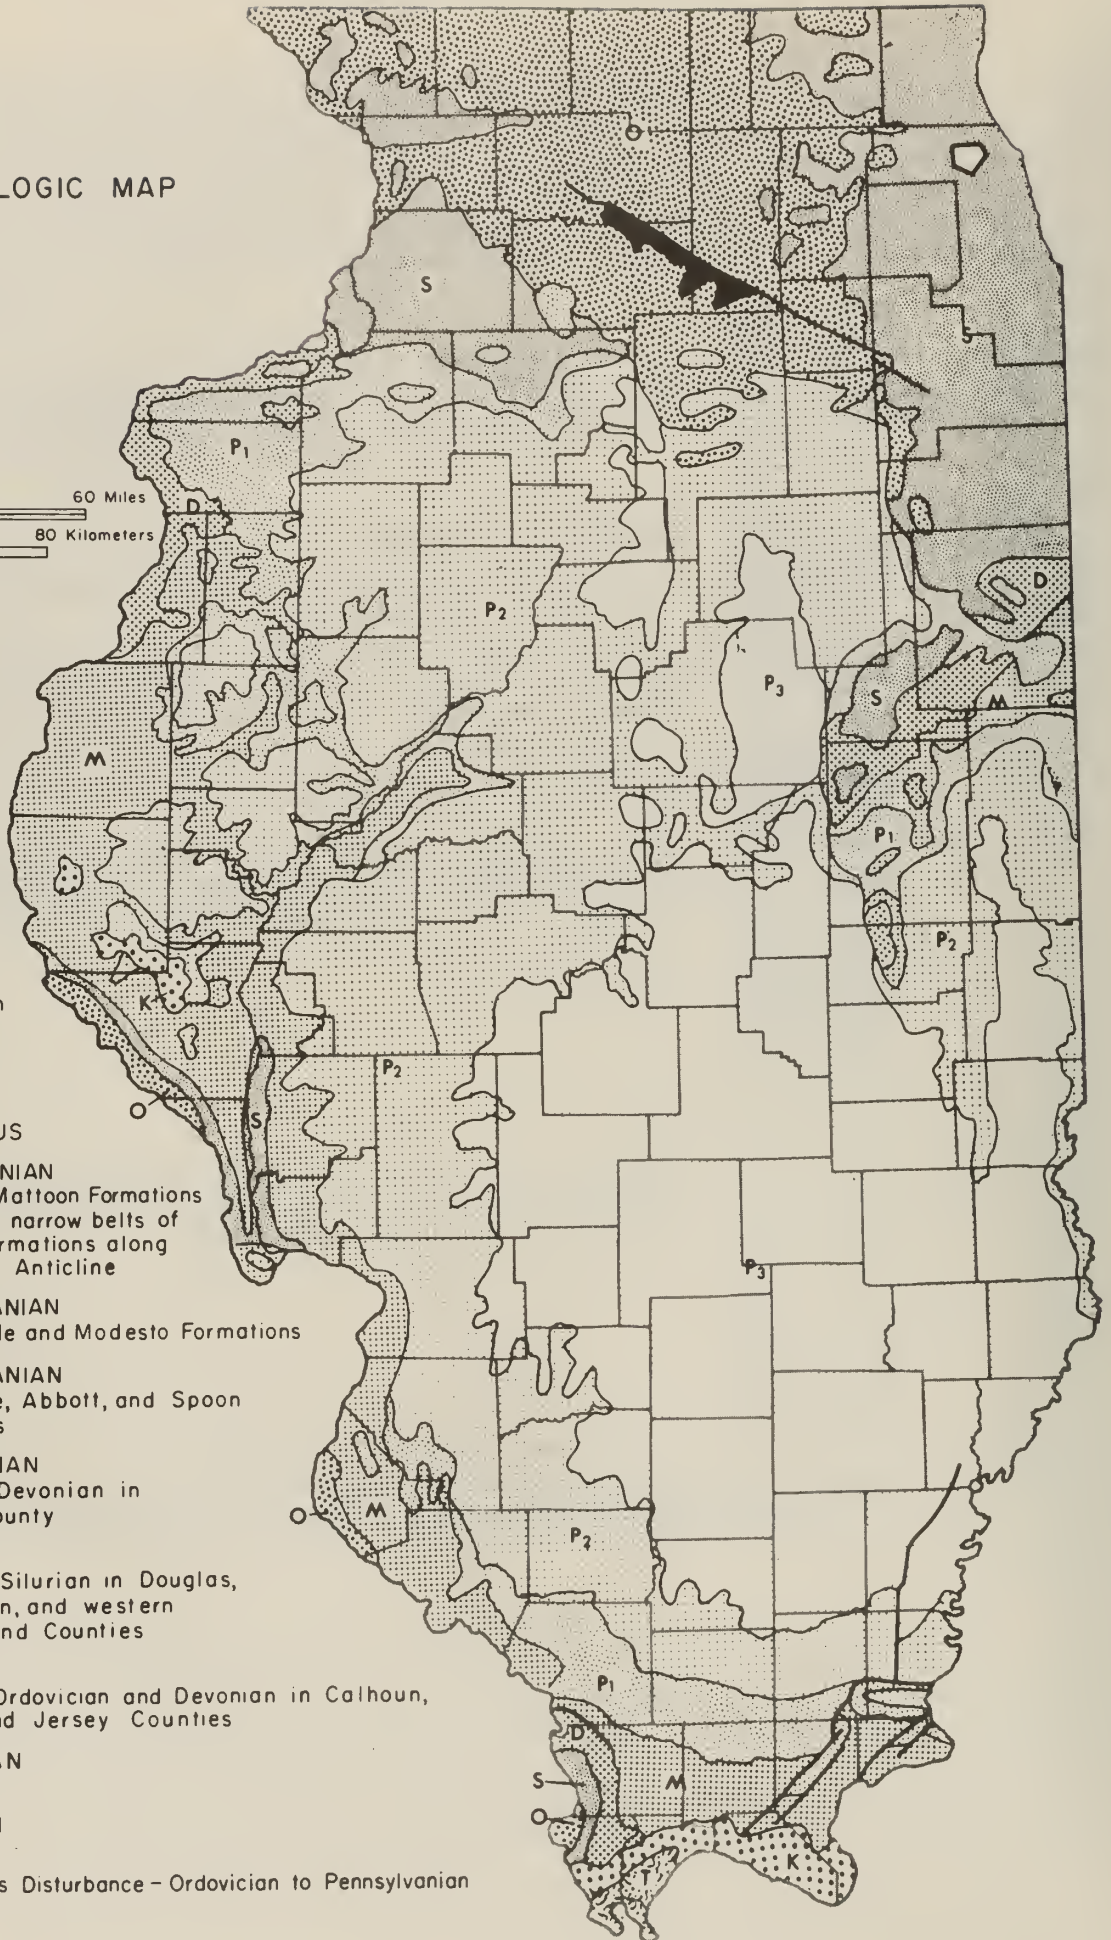 LOGIC MAP
60 Miles
80 Kilometers
US
NIAN
Mattoon Formations
narrow belts of
rmations along
Anticline
ANIAN
le and Modesto Formations
ANIAN
e, Abbott, and Spoon
s
IAN
Devonian in
ounty
Silurian in Douglas,
n, and western
nd Counties
Ordovician and Devonian in Calhoun,
nd Jersey Counties
AN
s Disturbance – Ordovician to Pennsylvanian
O
S
S
P1
D
P2
D
P3
S
M
M
P1
P2
K
P2
O
S
P3
O
M
P2
P1
D
S
M
O
K
T